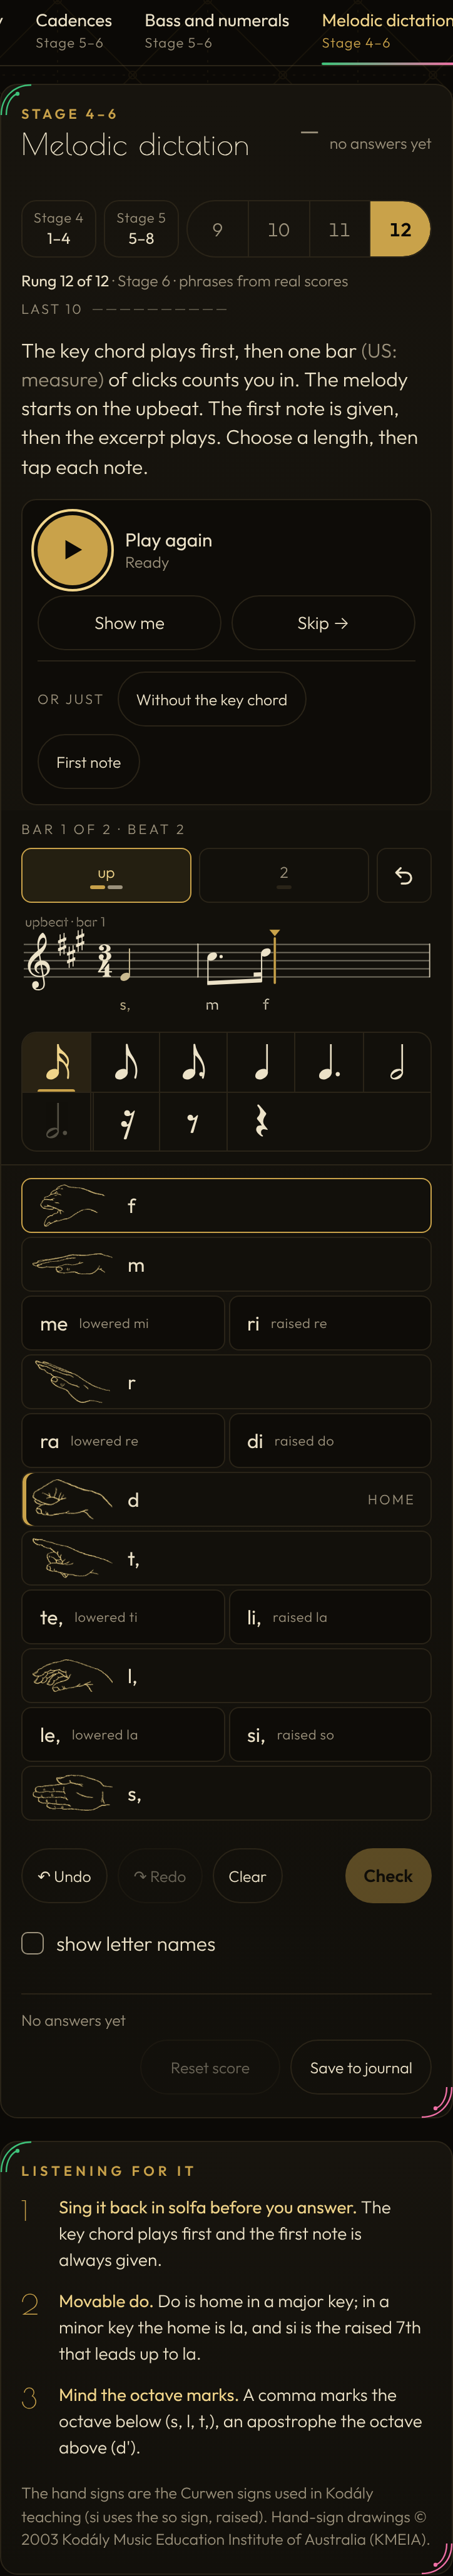 y Cadences Bass and numerals Melodic dictation
Stage 5–6 Stage 5–6 Stage 4–6
STAGE 4–6
Melodic dictation — no answers yet
Stage 4 Stage 5 9 10 11 12
1–4 5–8
Rung 12 of 12 · Stage 6 · phrases from real scores
LAST 10 — — — — — — — — — —
The key chord plays first, then one bar (US:
measure) of clicks counts you in. The melody
starts on the upbeat. The first note is given,
then the excerpt plays. Choose a length, then
tap each note.
Play again
Ready
Show me Skip →
OR JUST Without the key chord
First note
BAR 1 OF 2 · BEAT 2
up 2
upbeat · bar 1
3
4
s, m f
f
m
me lowered mi ri raised re
r
ra lowered re di raised do
d HOME
t,
te, lowered ti li, raised la
l,
le, lowered la si, raised so
s,
↶ Undo ↷ Redo Clear Check
show letter names
No answers yet
Reset score Save to journal
LISTENING FOR IT
1 Sing it back in solfa before you answer. The
key chord plays first and the first note is
always given.
2 Movable do. Do is home in a major key; in a
minor key the home is la, and si is the raised 7th
that leads up to la.
3 Mind the octave marks. A comma marks the
octave below (s, l, t,), an apostrophe the octave
above (d').
The hand signs are the Curwen signs used in Kodály
teaching (si uses the so sign, raised). Hand-sign drawings ©
2003 Kodály Music Education Institute of Australia (KMEIA).